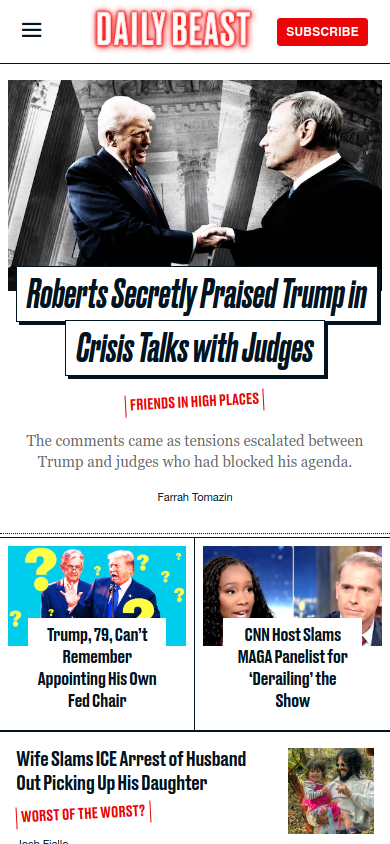 DAILY BEAST
SUBSCRIBE
Roberts Secretly Praised Trump in
Crisis Talks with Judges
FRIENDS IN HIGH PLACES
The comments came as tensions escalated between
Trump and judges who had blocked his agenda.
Farrah Tomazin
Trump, 79, Can’t
Remember
Appointing His Own
Fed Chair
CNN Host Slams
MAGA Panelist for
‘Derailing’ the
Show
Wife Slams ICE Arrest of Husband
Out Picking Up His Daughter
WORST OF THE WORST?
Josh Fiallo